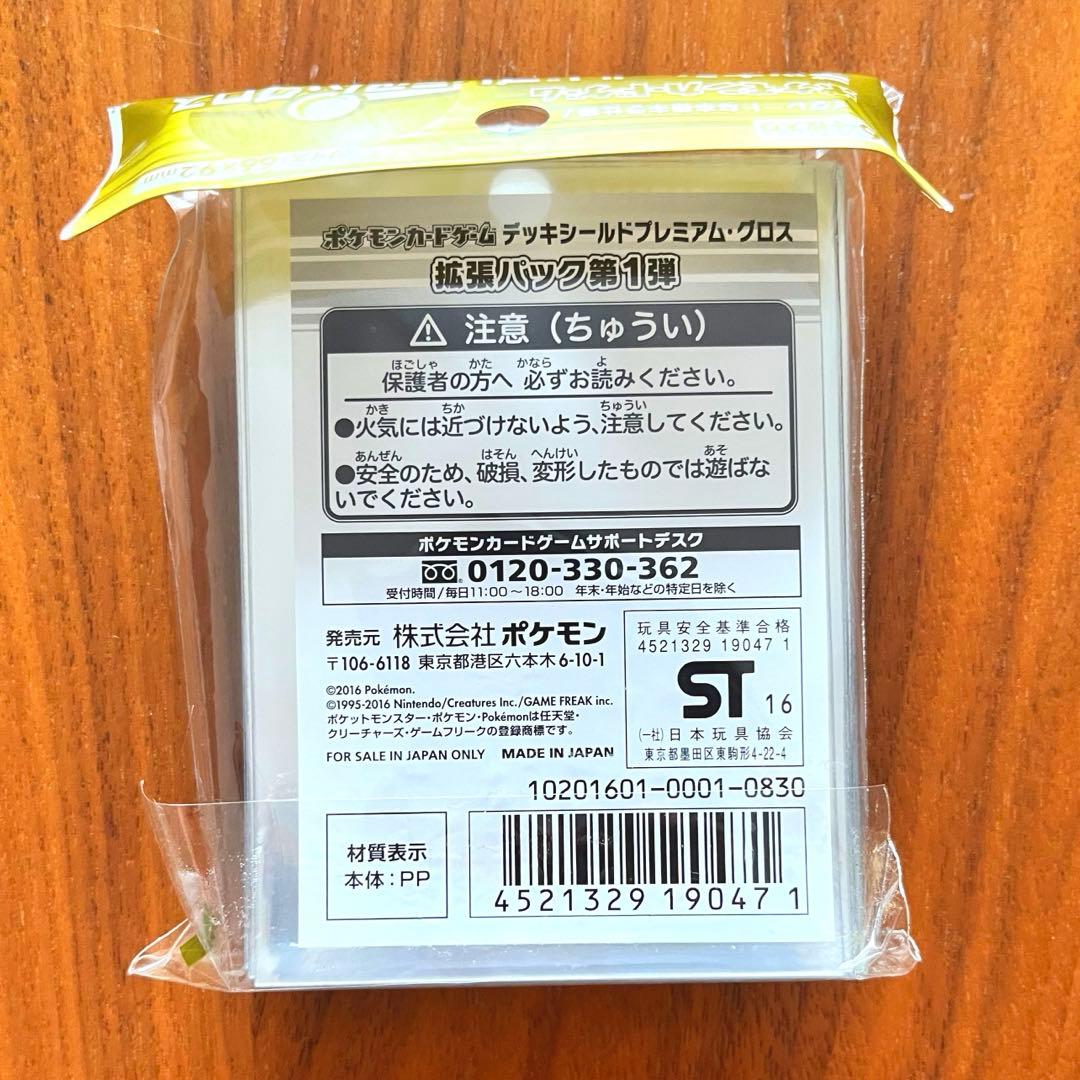 66×92mm
ポケモンカードゲーム デッキシールドプレミアム・グロス
拡張パック第1弾
注意（ちゅうい）
ほごしゃ かた かなら よ
保護者の方へ 必ずお読みください。
かき ちか ちゅうい
●火気には近づけないよう、注意してください。
あんぜん はそん へんけい あそ
●安全のため、破損、変形したものでは遊ばな
いでください。
ポケモンカードゲームサポートデスク
0120-330-362
受付時間/毎日11:00～18:00 年末・年始などの特定日を除く
発売元 株式会社 ポケモン
〒106-6118 東京都港区六本木6-10-1
©2016 Pokémon.
©1995-2016 Nintendo/Creatures Inc./GAME FREAK inc.
ポケットモンスター・ポケモン・Pokémonは任天堂・
クリーチャーズ・ゲームフリークの登録商標です。
FOR SALE IN JAPAN ONLY MADE IN JAPAN
玩具安全基準合格
4521329 19047 1
ST 16
(一社)日本玩具協会
東京都墨田区東駒形4-22-4
10201601-0001-0830
材質表示
本体：PP
4521329 190471